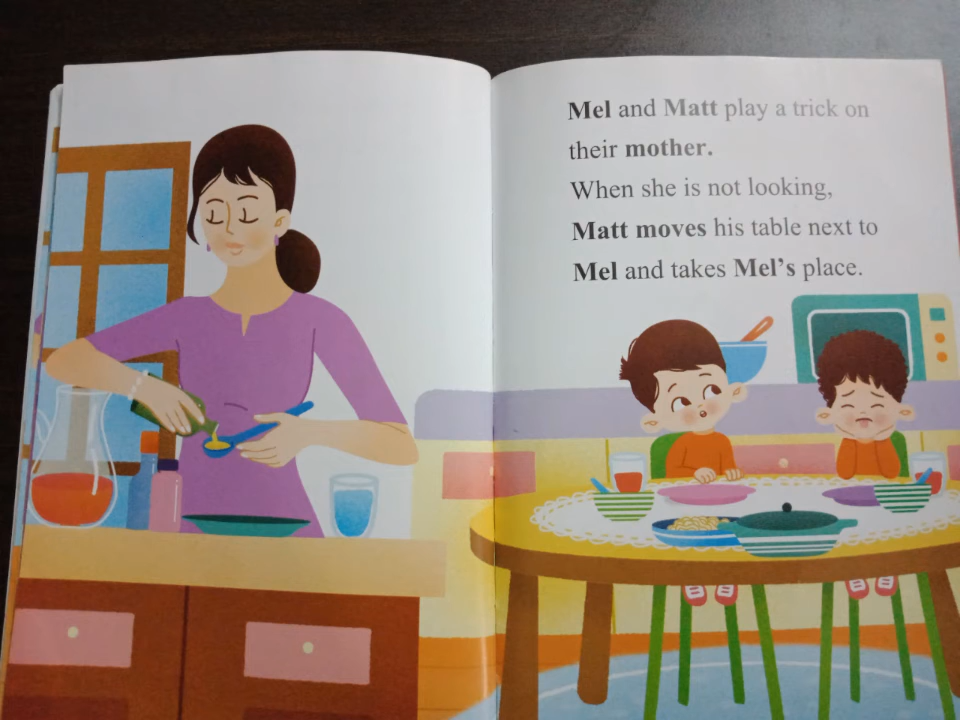 Mel and Matt play a trick on
their mother.
When she is not looking,
Matt moves his table next to
Mel and takes Mel's place.